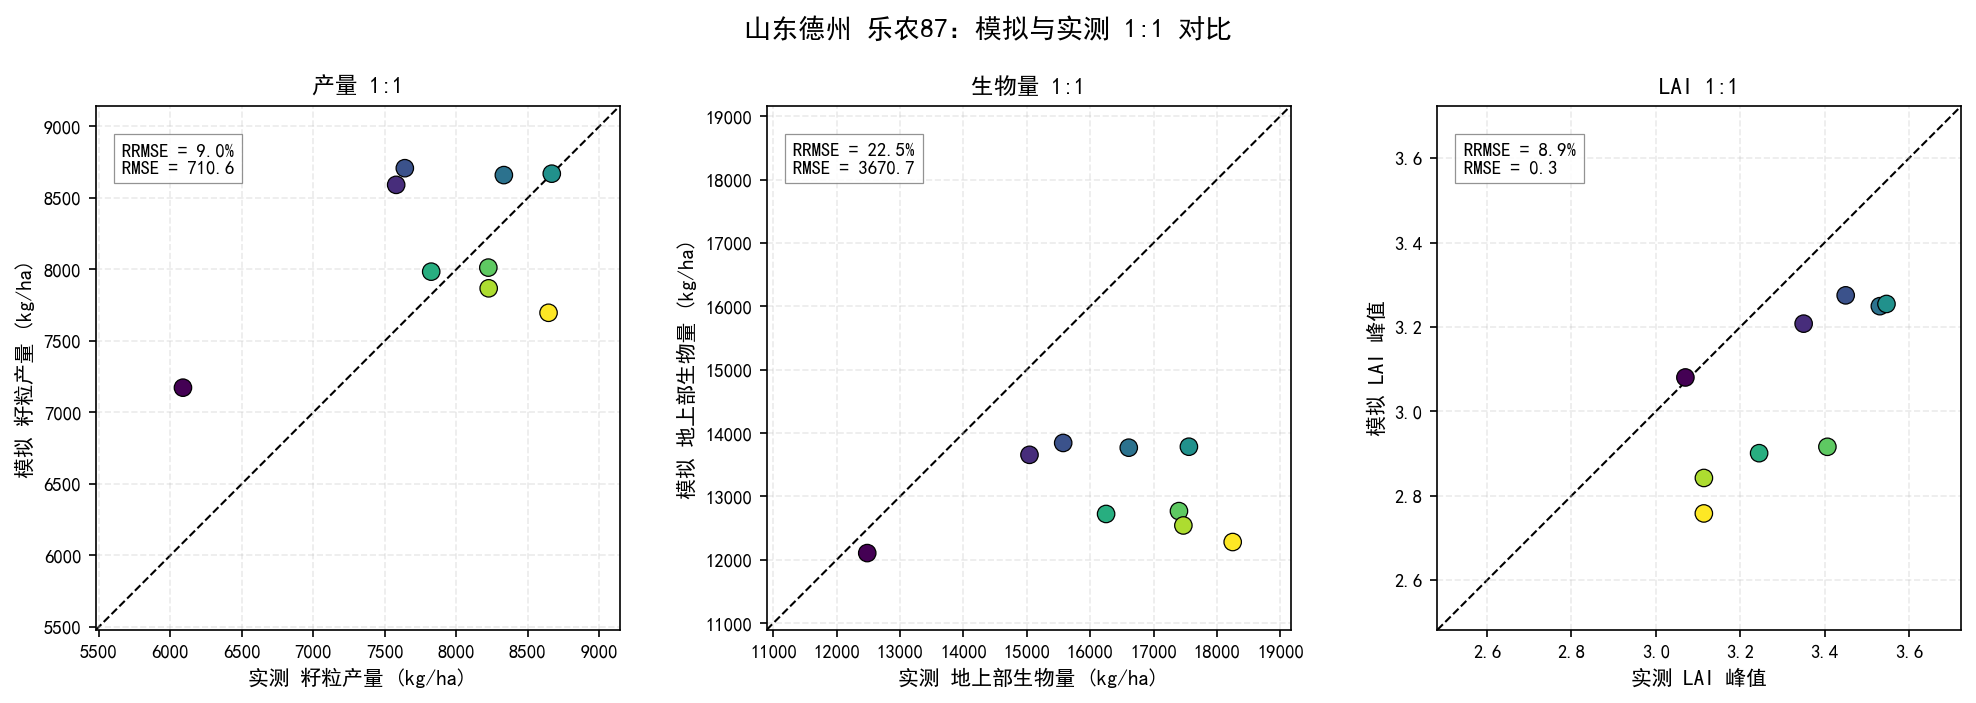 山东德州 乐农87：模拟与实测 1:1 对比
产量 1:1
RRMSE = 9.0%
RMSE = 710.6
9000
8500
8000
7500
7000
6500
6000
5500
模拟 籽粒产量 (kg/ha)
5500 6000 6500 7000 7500 8000 8500 9000
实测 籽粒产量 (kg/ha)
生物量 1:1
RRMSE = 22.5%
RMSE = 3670.7
19000
18000
17000
16000
15000
14000
13000
12000
11000
模拟 地上部生物量 (kg/ha)
11000 12000 13000 14000 15000 16000 17000 18000 19000
实测 地上部生物量 (kg/ha)
LAI 1:1
RRMSE = 8.9%
RMSE = 0.3
3.6
3.4
3.2
3.0
2.8
2.6
模拟 LAI 峰值
2.6 2.8 3.0 3.2 3.4 3.6
实测 LAI 峰值